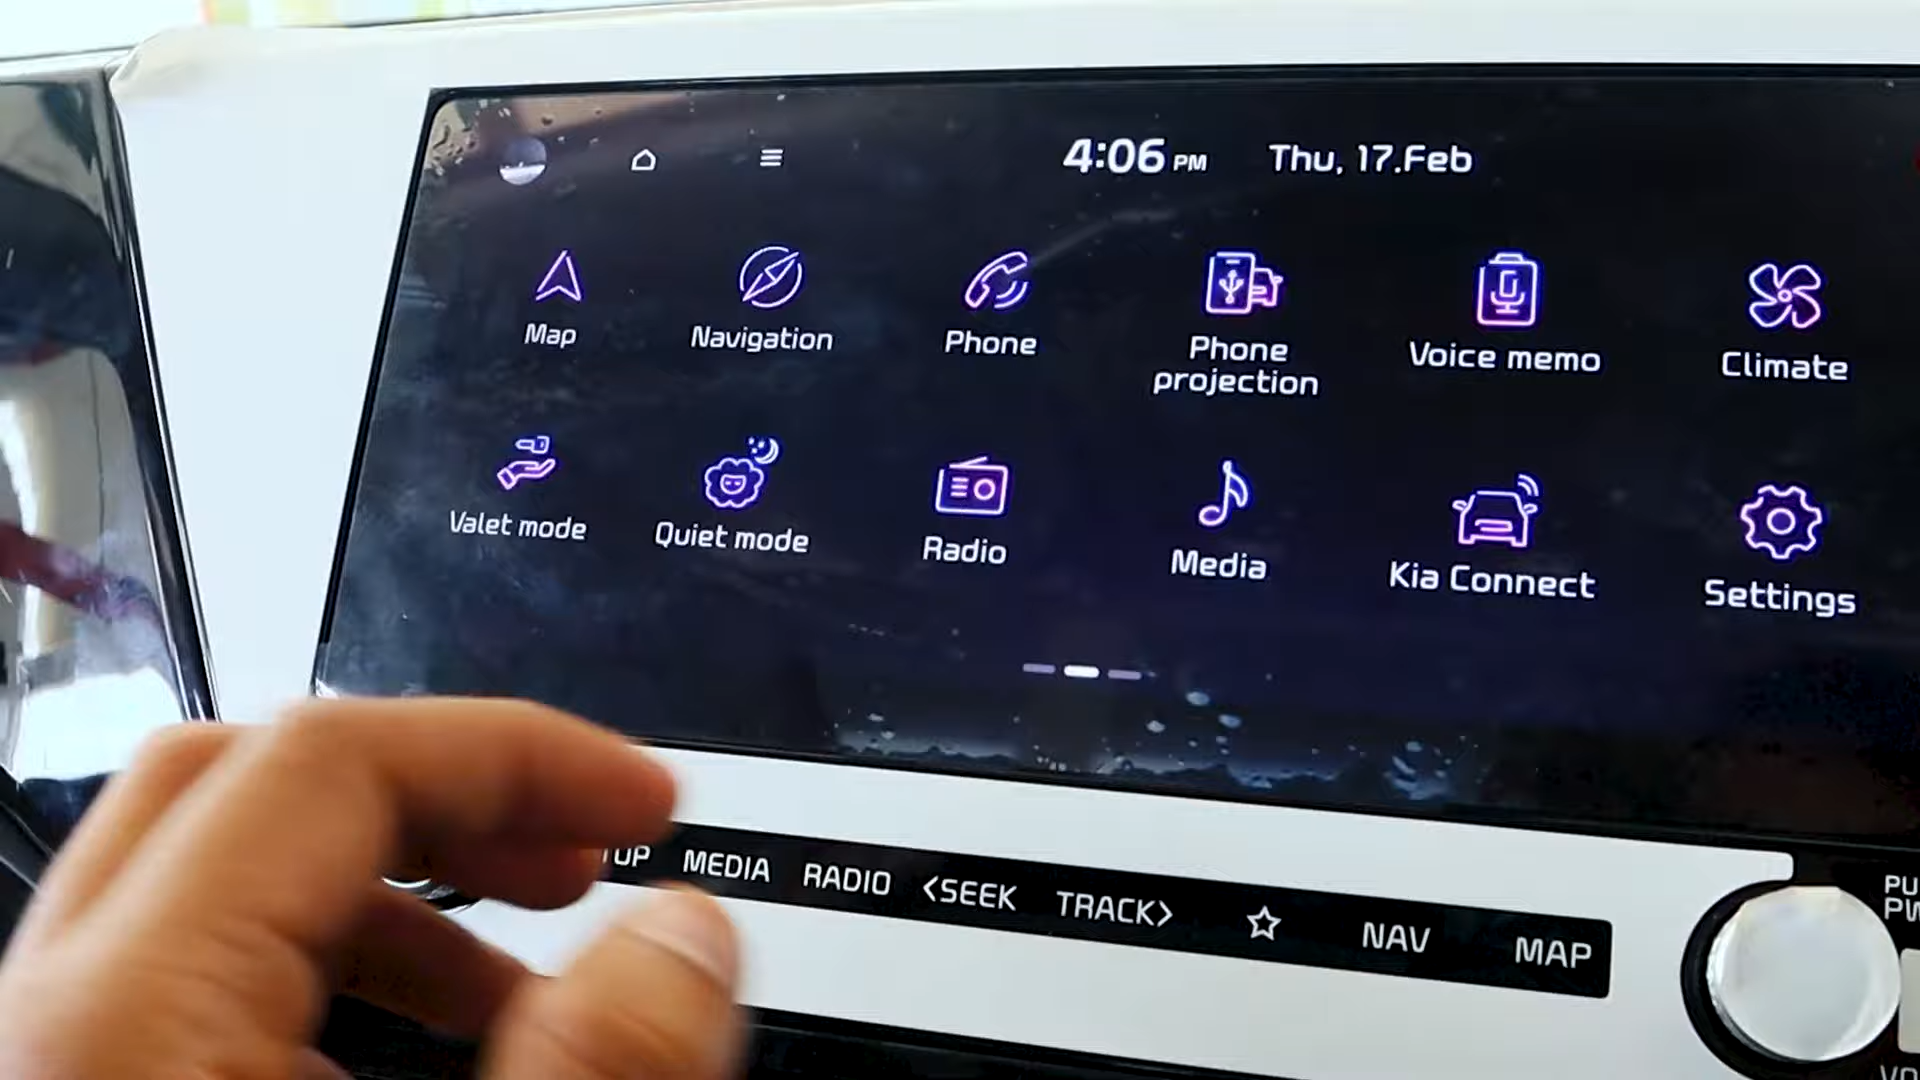 4:06 PM Thu, 17.Feb
Map
Navigation
Phone
Phone
projection
Voice memo
Climate
Valet mode
Quiet mode
Radio
Media
Kia Connect
Settings
MEDIA
RADIO
<SEEK
TRACK>
NAV
MAP